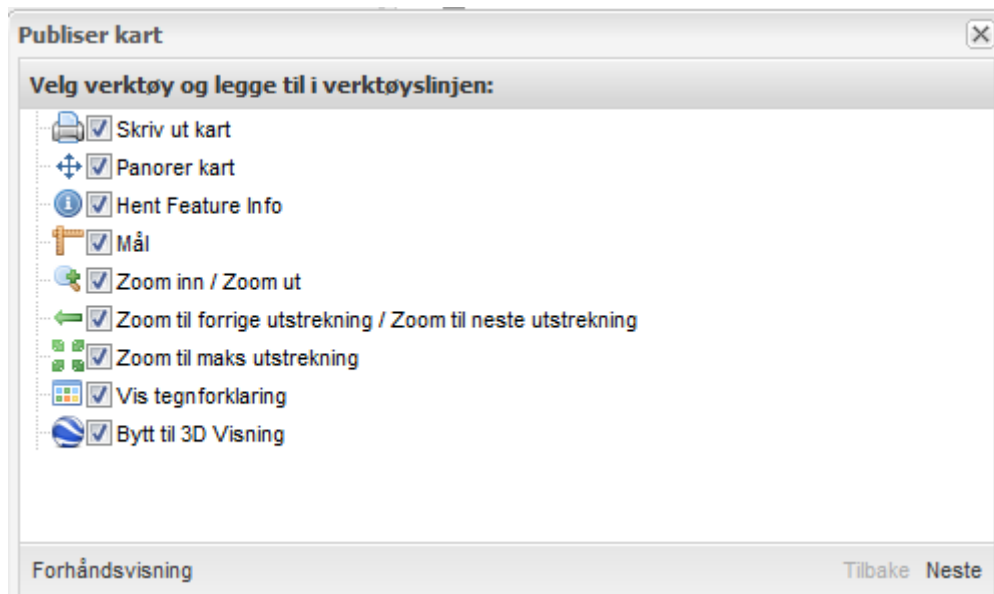 Publiser kart
Velg verktøy og legge til i verktøyslinjen:
Skriv ut kart
Panorer kart
Hent Feature Info
Mål
Zoom inn / Zoom ut
Zoom til forrige utstrekning / Zoom til neste utstrekning
Zoom til maks utstrekning
Vis tegnforklaring
Bytt til 3D Visning
Forhåndsvisning Tilbake Neste